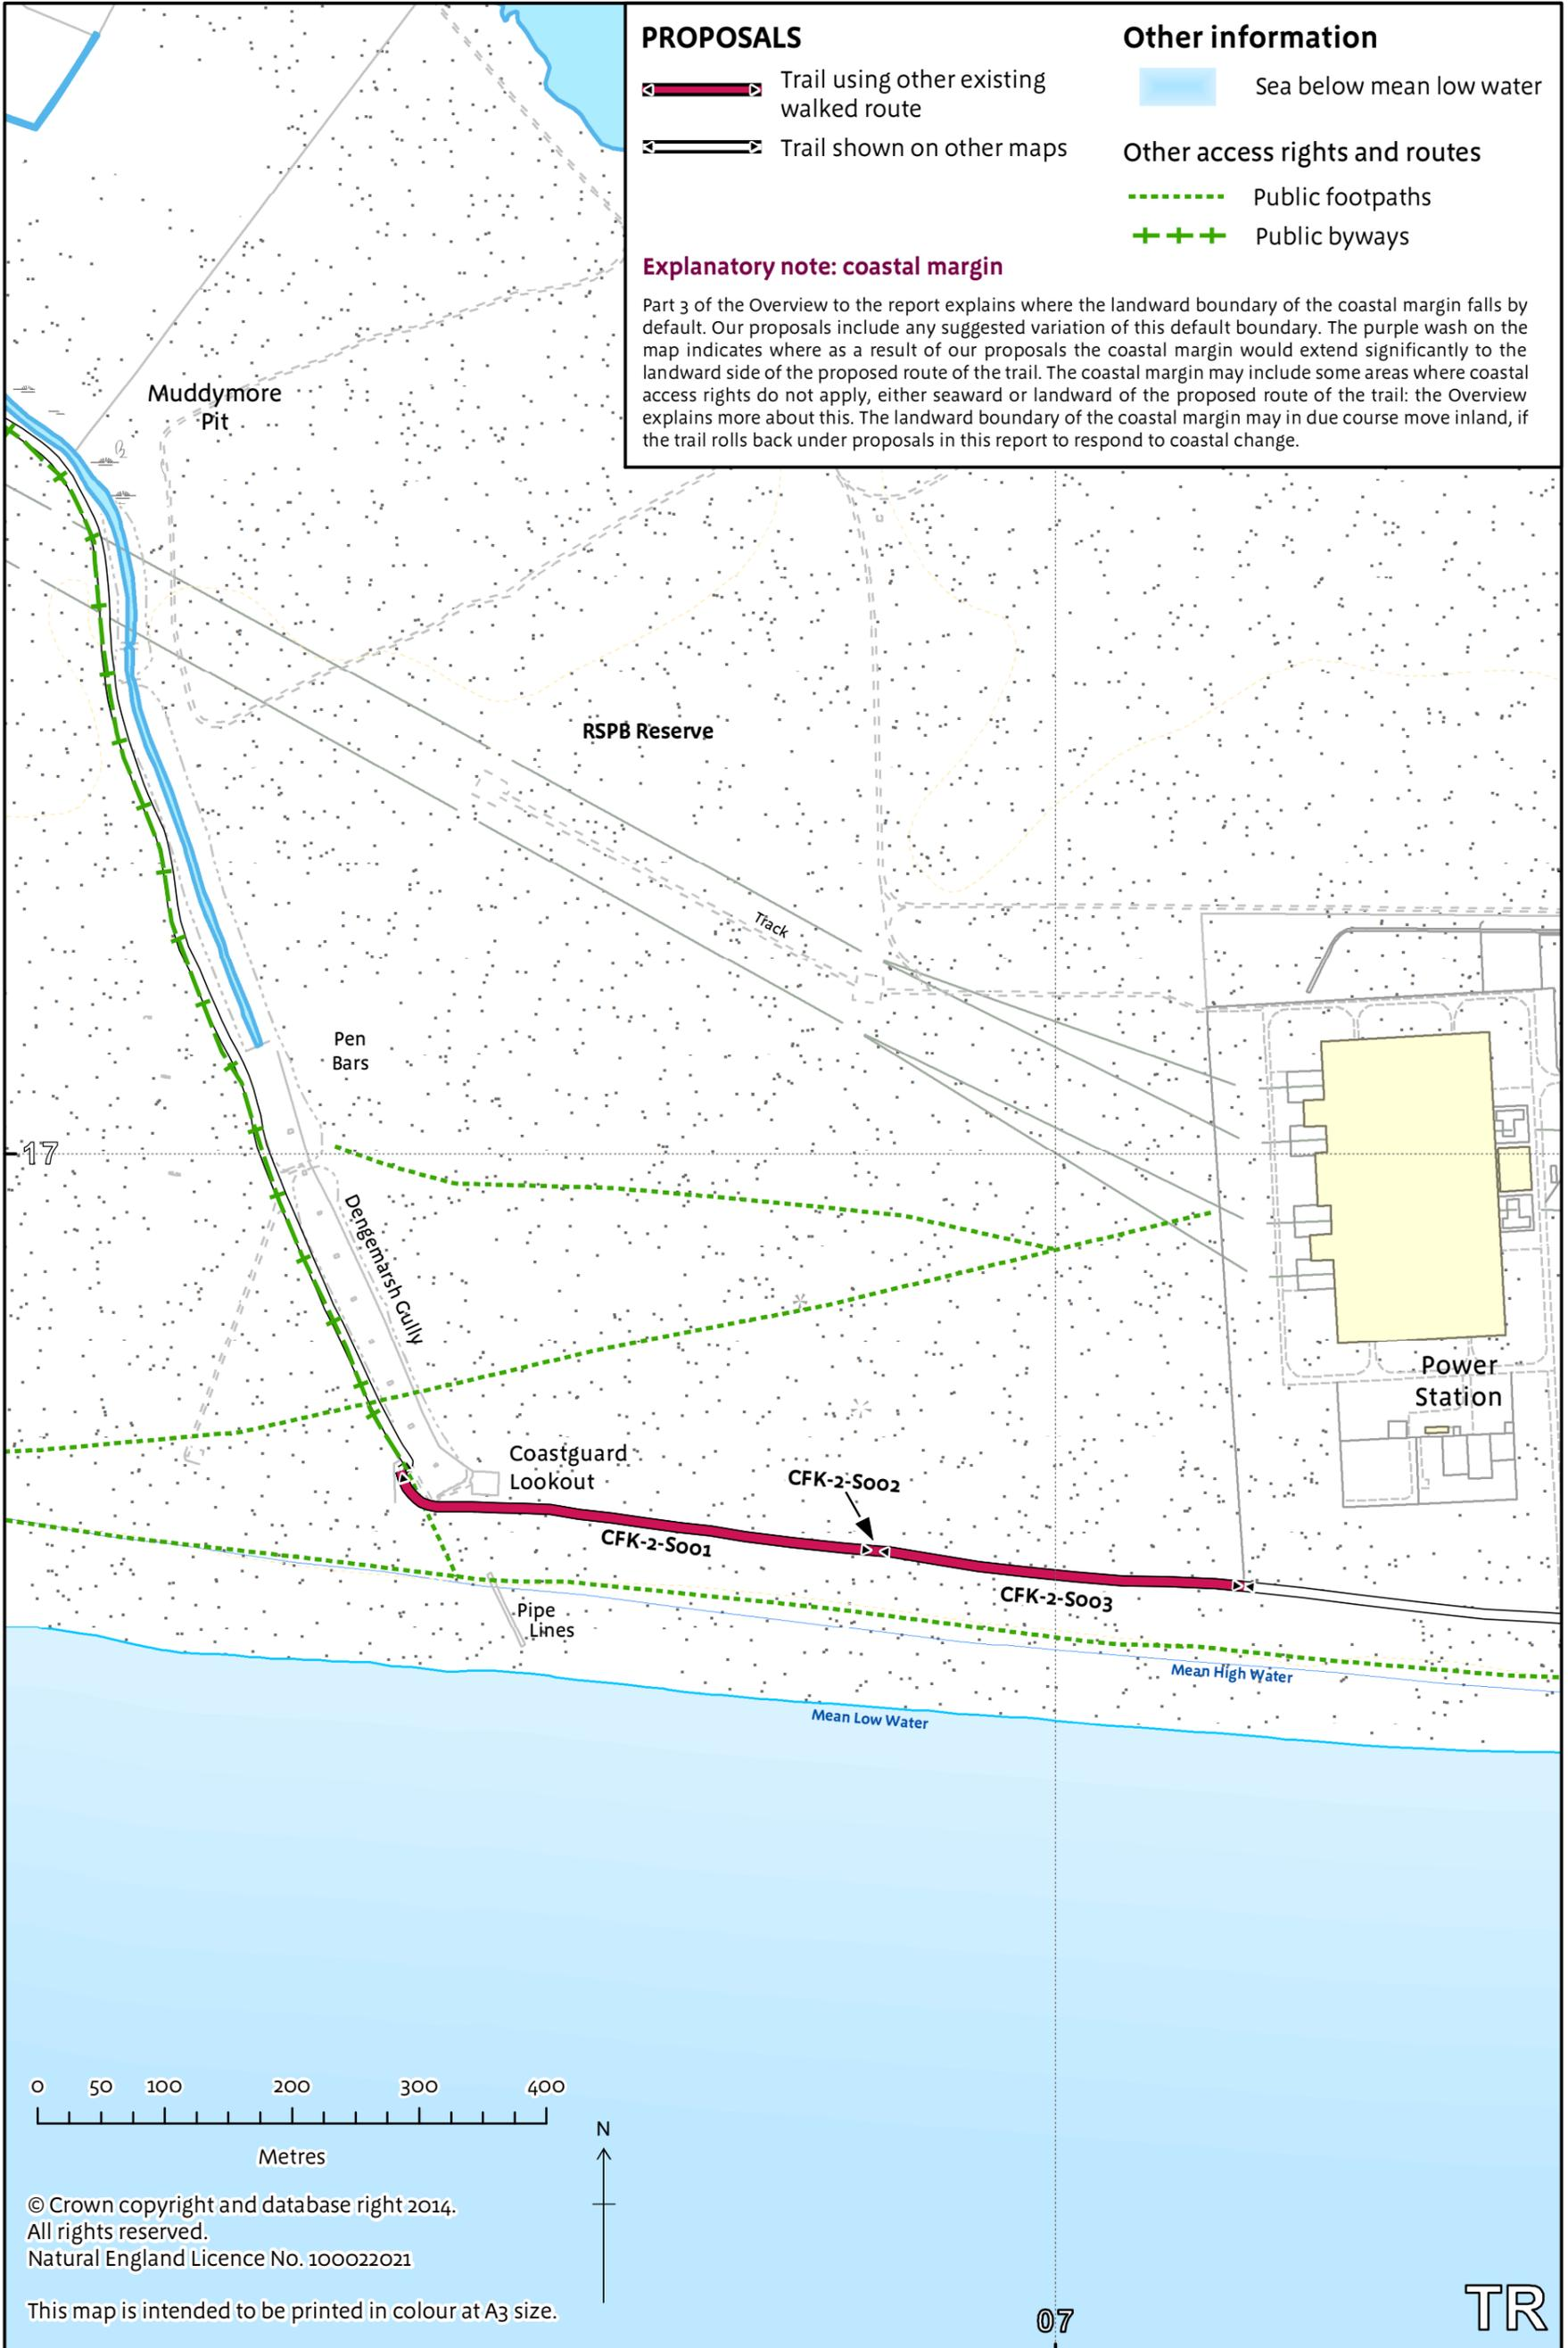 PROPOSALS
Trail using other existing
walked route
Trail shown on other maps
Other information
Sea below mean low water
Other access rights and routes
Public footpaths
Public byways
Explanatory note: coastal margin
Part 3 of the Overview to the report explains where the landward boundary of the coastal margin falls by
default. Our proposals include any suggested variation of this default boundary. The purple wash on the
map indicates where as a result of our proposals the coastal margin would extend significantly to the
landward side of the proposed route of the trail. The coastal margin may include some areas where coastal
access rights do not apply, either seaward or landward of the proposed route of the trail: the Overview
explains more about this. The landward boundary of the coastal margin may in due course move inland, if
the trail rolls back under proposals in this report to respond to coastal change.
Muddymore
Pit
RSPB Reserve
Track
Pen
Bars
17
Dengemarsh Gully
Power
Station
Coastguard
Lookout
CFK-2-S002
CFK-2-S001
CFK-2-S003
Pipe
Lines
Mean High Water
Mean Low Water
0 50 100 200 300 400
Metres
N
© Crown copyright and database right 2014.
All rights reserved.
Natural England Licence No. 100022021
This map is intended to be printed in colour at A3 size.
07
TR